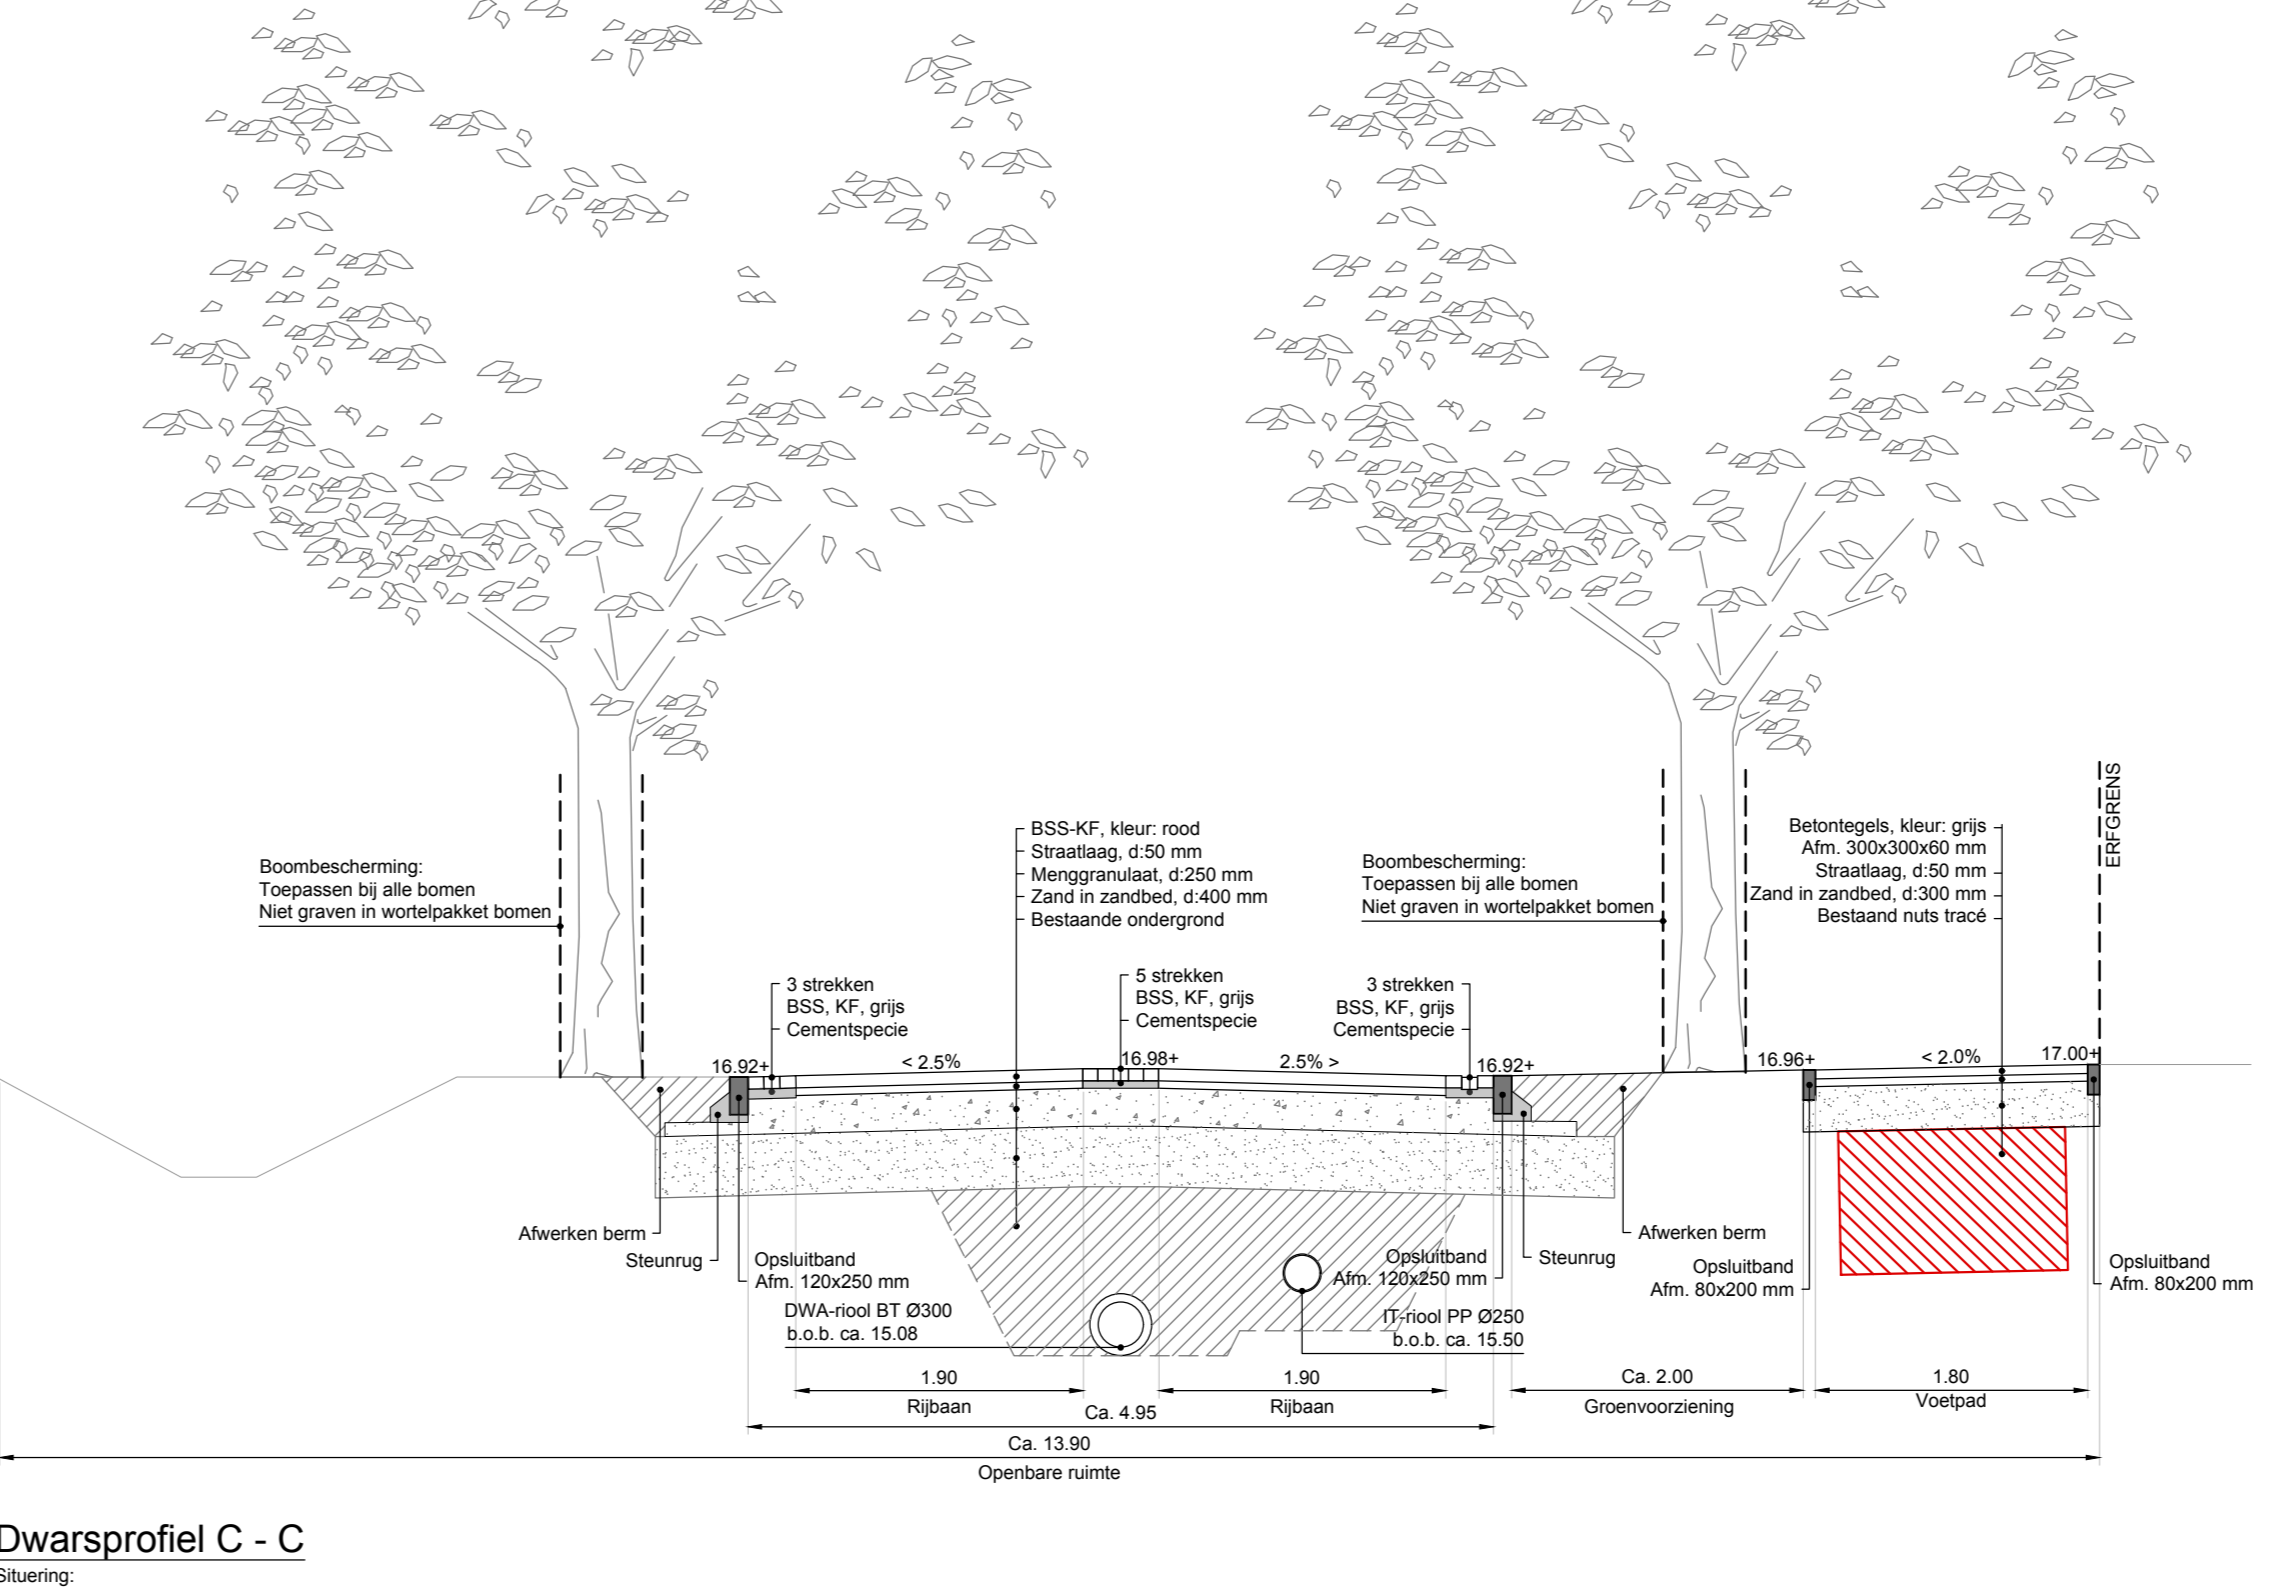 ERFGRENS
BSS-KF, kleur: rood
Straatlaag, d:50 mm
Menggranulaat, d:250 mm
Zand in zandbed, d:400 mm
Bestaande ondergrond
Betontegels, kleur: grijs
Afm. 300x300x60 mm
Straatlaag, d:50 mm
Zand in zandbed, d:300 mm
Bestaand nuts tracé
Boombescherming:
Toepassen bij alle bomen
Niet graven in wortelpakket bomen
Boombescherming:
Toepassen bij alle bomen
Niet graven in wortelpakket bomen
3 strekken
BSS, KF, grijs
Cementspecie
5 strekken
BSS, KF, grijs
Cementspecie
3 strekken
BSS, KF, grijs
Cementspecie
16.92+
< 2.5%
16.98+
2.5% >
16.92+
16.96+
< 2.0%
17.00+
Afwerken berm
Steunrug
Opsluitband
Afm. 120x250 mm
DWA-riool BT Ø300
b.o.b. ca. 15.08
Opsluitband
Afm. 120x250 mm
IT-riool PP Ø250
b.o.b. ca. 15.50
Steunrug
Afwerken berm
Opsluitband
Afm. 80x200 mm
Opsluitband
Afm. 80x200 mm
1.90
Rijbaan
1.90
Rijbaan
Ca. 2.00
Groenvoorziening
1.80
Voetpad
Ca. 4.95
Ca. 13.90
Openbare ruimte
Dwarsprofiel C - C
Situering: